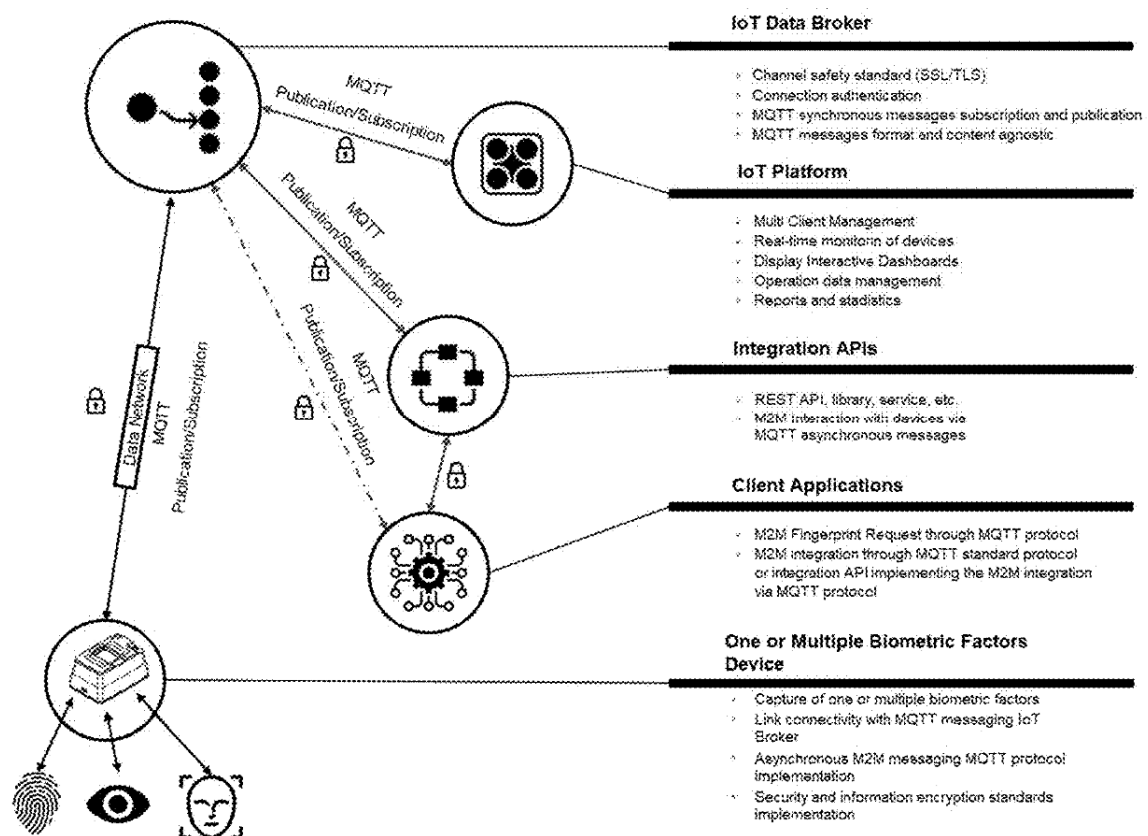 IoT Data Broker
Channel safety standard (SSL/TLS)
Connection authentication
MQTT synchronous messages subscription and publication
MQTT messages format and content agnostic
MQTT
Publication/Subscription
IoT Platform
Multi Client Management
Real-time monitorin of devices
Display Interactive Dashboards
Operation data management
Reports and stadistics
MQTT
Publication/Subscription
Integration APIs
REST API, library, service, etc.
M2M Interaction with devices via
MQTT asynchronous messages
MQTT
Publication/Subscription
Data Network
MQTT
Publication/Subscription
Client Applications
M2M Fingerprint Request through MQTT protocol
M2M integration through MQTT standard protocol
or integration API implementing the M2M integration
via MQTT protocol
One or Multiple Biometric Factors
Device
Capture of one or multiple biometric factors
Link connectivity with MQTT messaging IoT
Broker
Asynchronous M2M messaging MQTT protocol
implementation
Security and information encryption standards
implementation